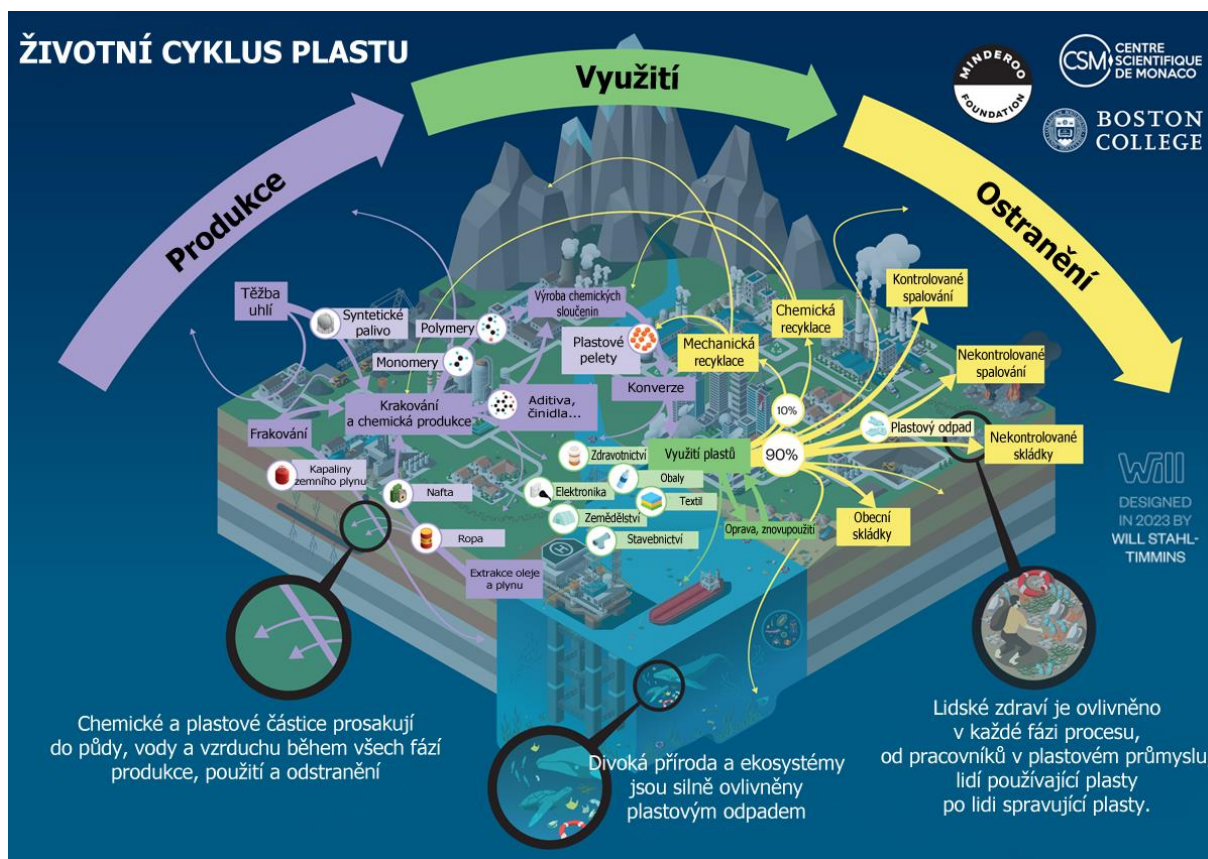 ŽIVOTNÍ CYKLUS PLASTU
Produkce
Využití
Ostranění
MINDEROO
FOUNDATION
CSM
CENTRE
SCIENTIFIQUE
DE MONACO
BOSTON
COLLEGE
Těžba
uhlí
Syntetické
palivo
Polymery
Monomery
Výroba chemických
sloučenin
Plastové
pelety
Mechanická
recyklace
Chemická
recyklace
Kontrolované
spalování
Nekontrolované
spalování
Frakování
Krakování
a chemická produkce
Aditiva,
činidla...
Konverze
10%
90%
Plastový odpad
Nekontrolované
skládky
Kapaliny
zemního plynu
Nafta
Ropa
Extrakce oleje
a plynu
Zdravotnictví
Využití plastů
Obaly
Elektronika
Textil
Zemědělství
Stavebnictví
Oprava, znovupoužití
Obecní
skládky
Will
DESIGNED
IN 2023 BY
WILL STAHL-
TIMMINS
Chemické a plastové částice prosakují
do půdy, vody a vzrduchu během všech fází
produkce, použití a odstranění
Divoká příroda a ekosystémy
jsou silně ovlivněny
plastovým odpadem
Lidské zdraví je ovlivněno
v každé fázi procesu,
od pracovníků v plastovém průmyslu
lidí používající plasty
po lidi spravující plasty.